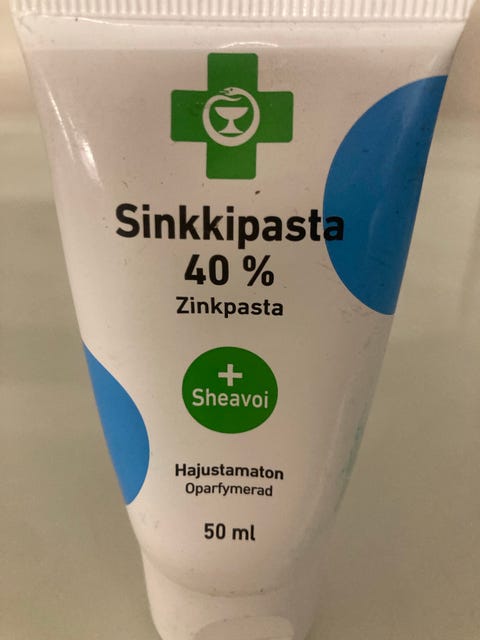 Sinkkipasta
40 %
Zinkpasta
+
Sheavoi
Hajustamaton
Oparfymerad
50 ml